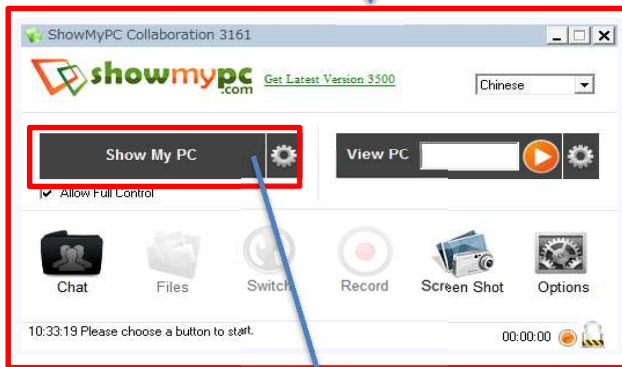 ShowMyPC Collaboration 3161
showmypc.com Get Latest Version 3500 Chinese
Show My PC View PC
Allow Full Control
Chat Files Switch Record Screen Shot Options
10:33:19 Please choose a button to start. 00:00:00